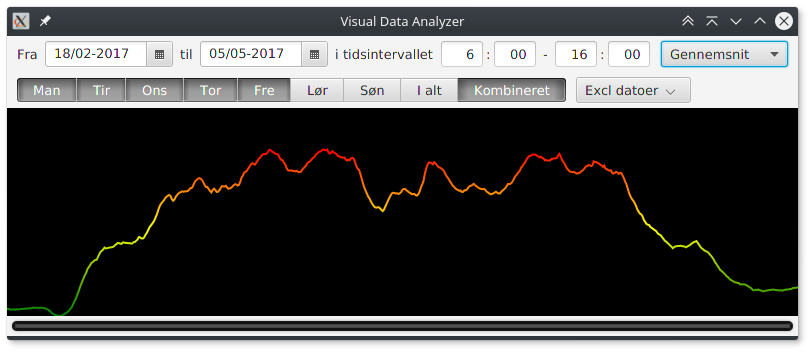 Visual Data Analyzer
Fra 18/02-2017 til 05/05-2017 i tidsintervallet 6 : 00 - 16 : 00 Gennemsnit
Man Tir Ons Tor Fre Lør Søn I alt Kombineret Excl datoer